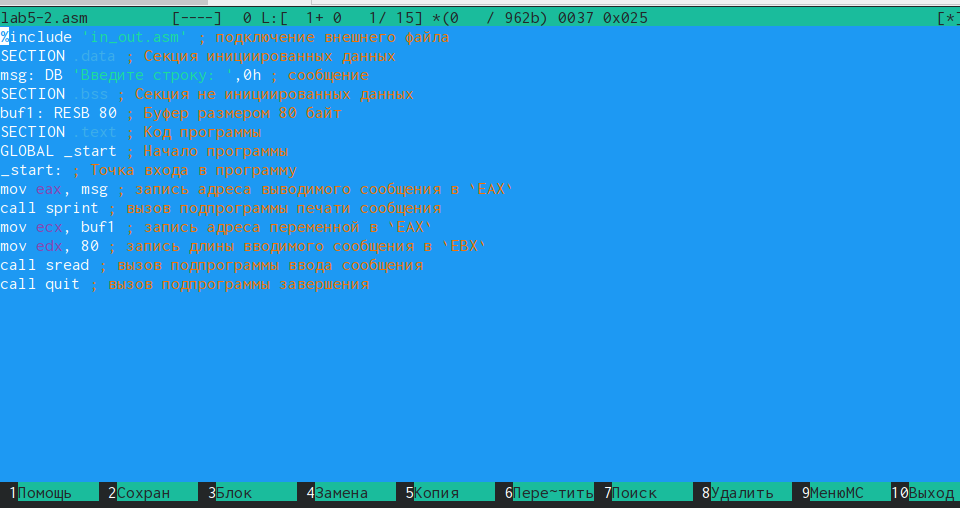 lab5-2.asm [----] 0 L:[ 1+ 0 1/ 15] *(0 / 962b) 0037 0x025 [*]
%include 'in_out.asm' ; подключение внешнего файла
SECTION .data ; Секция инициированных данных
msg: DB 'Введите строку: ',0h ; сообщение
SECTION .bss ; Секция не инициированных данных
buf1: RESB 80 ; Буфер размером 80 байт
SECTION .text ; Код программы
GLOBAL _start ; Начало программы
_start: ; Точка входа в программу
mov eax, msg ; запись адреса выводимого сообщения в `EAX`
call sprint ; вызов подпрограммы печати сообщения
mov ecx, buf1 ; запись адреса переменной в `EAX`
mov edx, 80 ; запись длины вводимого сообщения в `EBX`
call sread ; вызов подпрограммы ввода сообщения
call quit ; вызов подпрограммы завершения
1Помощь 2Сохран 3Блок 4Замена 5Копия 6Пере~тить 7Поиск 8Удалить 9МенюMC 10Выход